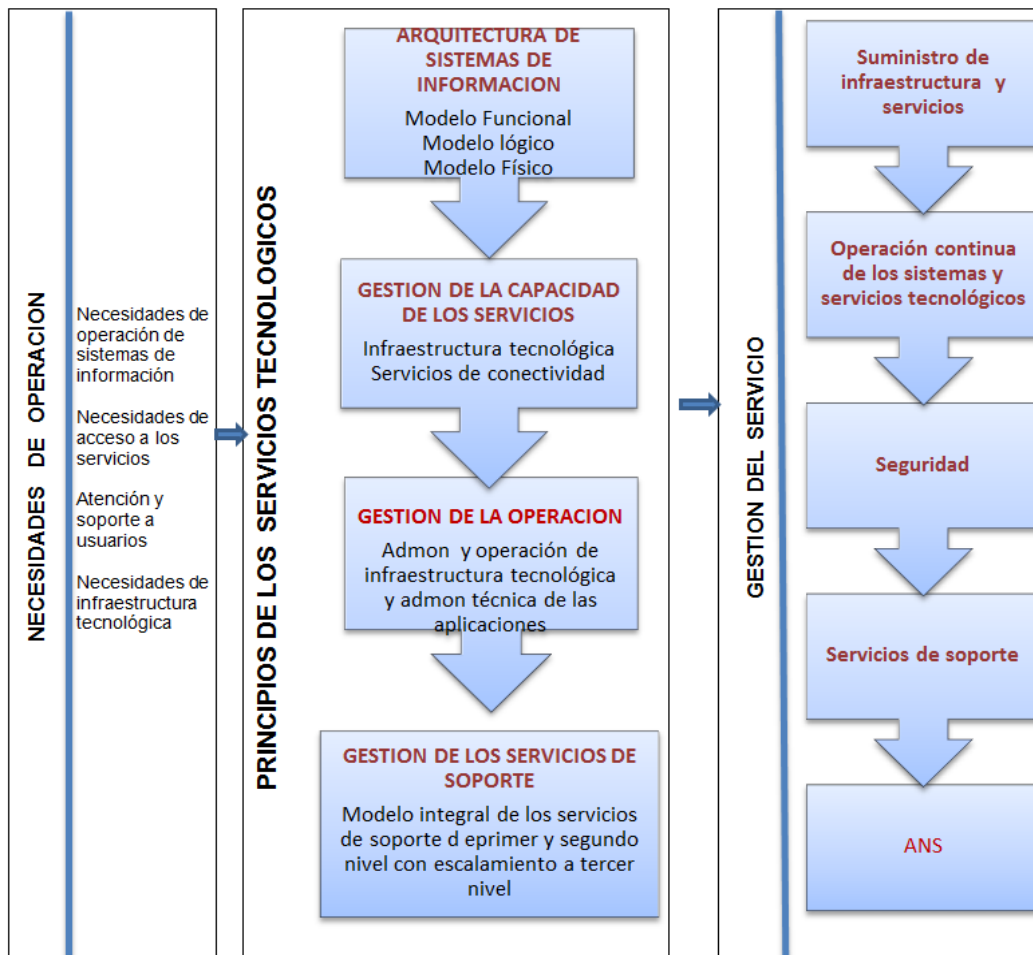 NECESIDADES DE OPERACION
Necesidades de
operación de
sistemas de
información
Necesidades de
acceso a los
servicios
Atención y
soporte a
usuarios
Necesidades de
infraestructura
tecnológica
PRINCIPIOS DE LOS SERVICIOS TECNOLOGICOS
ARQUITECTURA DE
SISTEMAS DE
INFORMACION
Modelo Funcional
Modelo lógico
Modelo Físico
GESTION DE LA CAPACIDAD
DE LOS SERVICIOS
Infraestructura tecnológica
Servicios de conectividad
GESTION DE LA OPERACION
Admon y operación de
infraestructura tecnológica
y admon técnica de las
aplicaciones
GESTION DE LOS SERVICIOS DE
SOPORTE
Modelo integral de los servicios
de soporte d eprimer y segundo
nivel con escalamiento a tercer
nivel
GESTION DEL SERVICIO
Suministro de
infraestructura y
servicios
Operación continua
de los sistemas y
servicios tecnológicos
Seguridad
Servicios de soporte
ANS